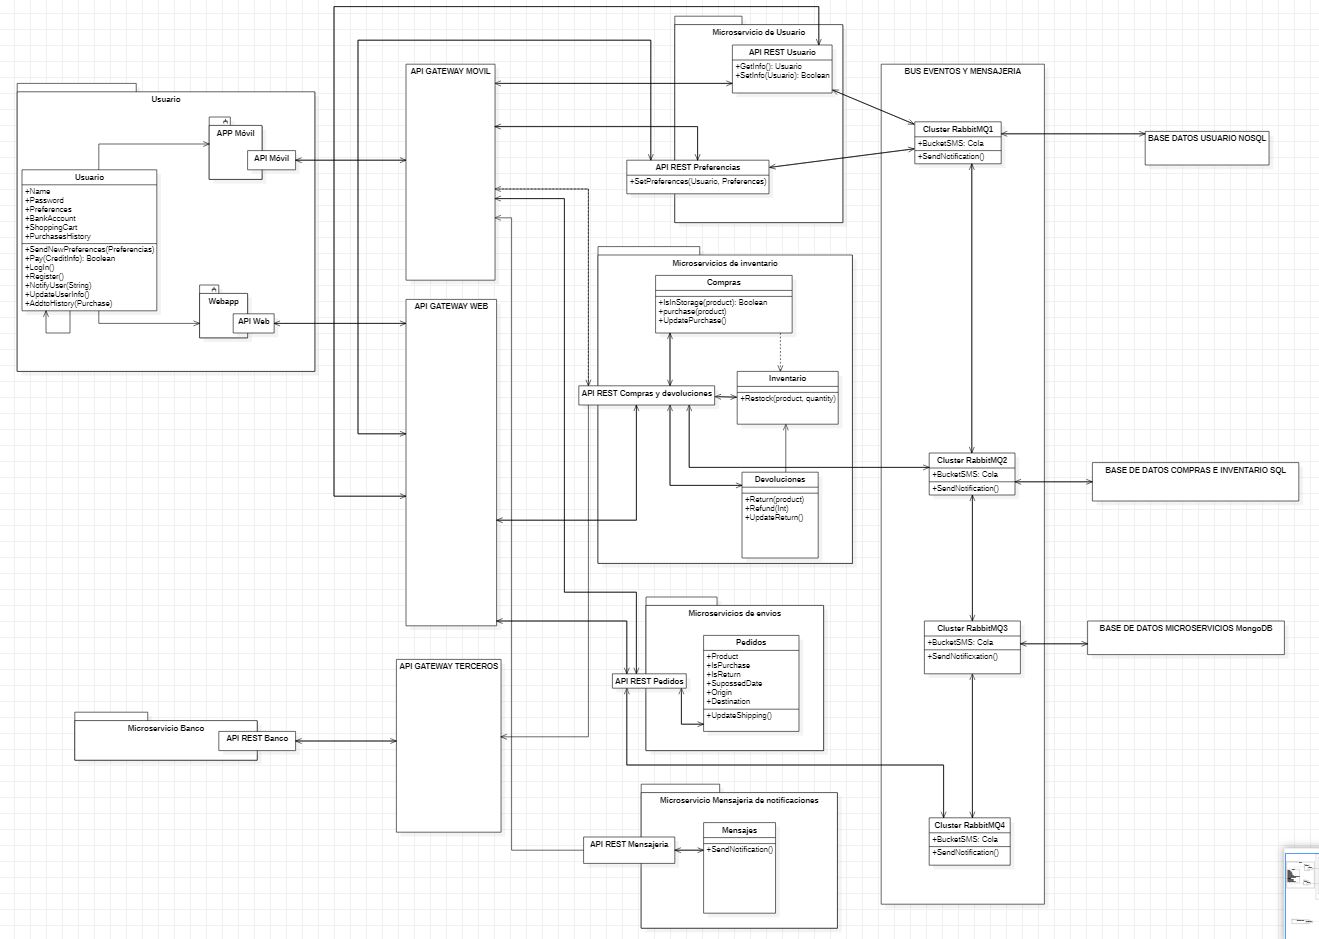 Usuario
APP Móvil
API Móvil
Usuario
+Name
+Password
+Preferences
+BankAccount
+ShoppingCart
+PurchasesHistory
+SendNewPreferences(Preferencias)
+Pay(CreditInfo): Boolean
+LogIn()
+Register()
+NotifyUser(String)
+UpdateUserInfo()
+AddtoHistory(Purchase)
Webapp
API Web
API GATEWAY MOVIL
API GATEWAY WEB
API GATEWAY TERCEROS
Microservicio Banco
API REST Banco
Microservicio de Usuario
API REST Usuario
+GetInfo(): Usuario
+SetInfo(Usuario): Boolean
API REST Preferencias
+SetPreferences(Usuario, Preferences)
Microservicios de inventario
Compras
+IsInStorage(product): Boolean
+purchase(product)
+UpdatePurchase()
Inventario
+Restock(product, quantity)
API REST Compras y devoluciones
Devoluciones
+Return(product)
+Refund(Int)
+UpdateReturn()
Microservicios de envios
Pedidos
+Product
+IsPurchase
+IsReturn
+SupossedDate
+Origin
+Destination
+UpdateShipping()
API REST Pedidos
Microservicio Mensajeria de notificaciones
Mensajes
+SendNotification()
API REST Mensajeria
BUS EVENTOS Y MENSAJERIA
Cluster RabbitMQ1
+BucketSMS: Cola
+SendNotification()
Cluster RabbitMQ2
+BucketSMS: Cola
+SendNotification()
Cluster RabbitMQ3
+BucketSMS: Cola
+SendNotificxation()
Cluster RabbitMQ4
+BucketSMS: Cola
+SendNotification()
BASE DATOS USUARIO NOSQL
BASE DE DATOS COMPRAS E INVENTARIO SQL
BASE DE DATOS MICROSERVICIOS MongoDB